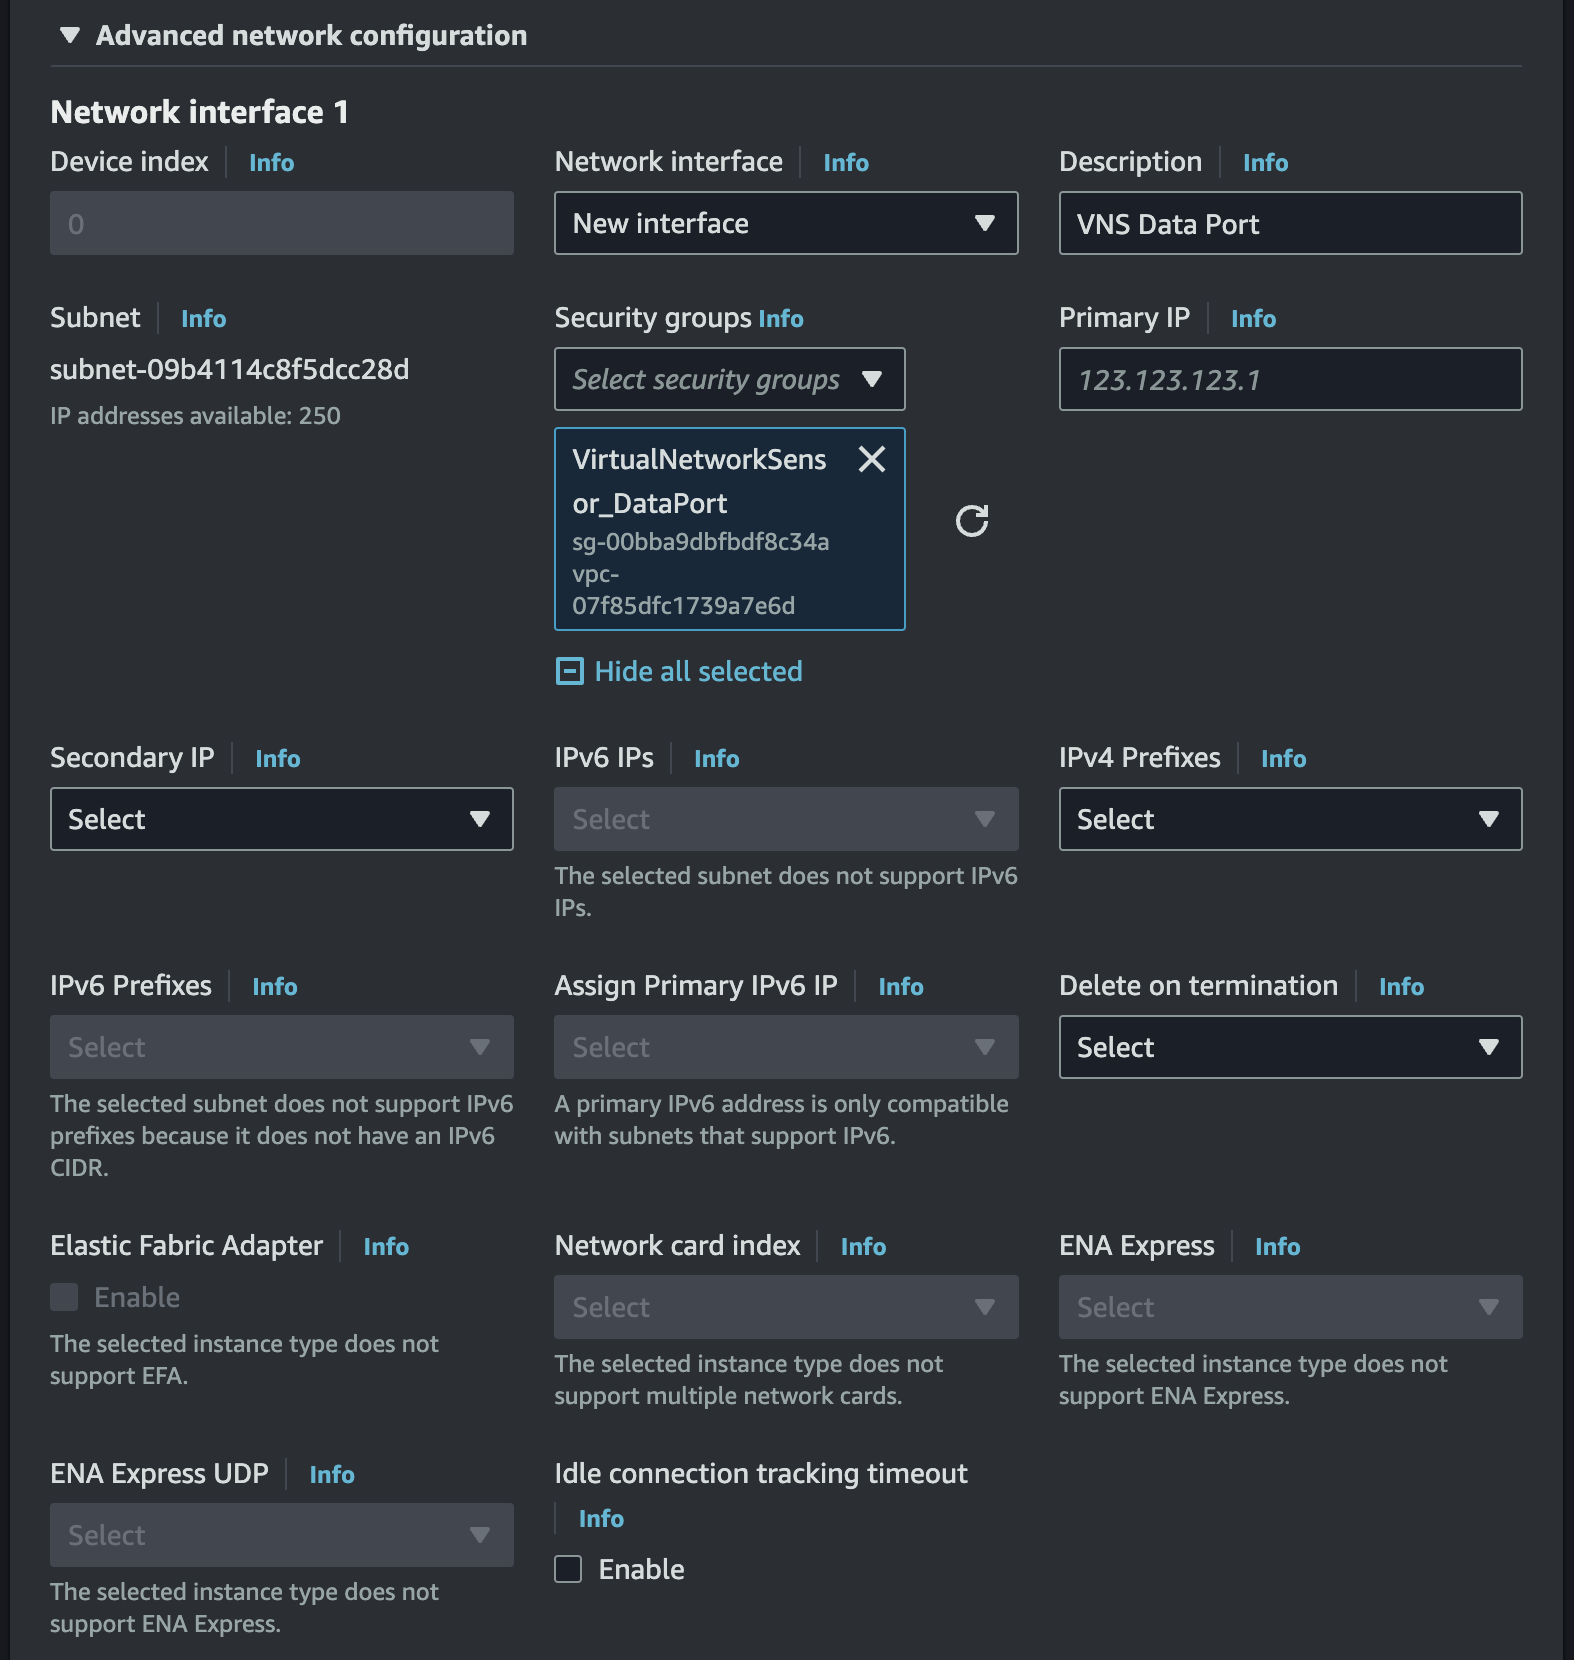 Advanced network configuration
Network interface 1
Device index Info
0
Network interface Info
New interface
Description Info
VNS Data Port
Subnet Info
subnet-09b4114c8f5dcc28d
IP addresses available: 250
Security groups Info
Select security groups
VirtualNetworkSens
or_DataPort
sg-00bba9dbfbdf8c34a
vpc-
07f85dfc1739a7e6d
Hide all selected
Primary IP Info
123.123.123.1
Secondary IP Info
Select
IPv6 IPs Info
Select
The selected subnet does not support IPv6
IPs.
IPv4 Prefixes Info
Select
IPv6 Prefixes Info
Select
The selected subnet does not support IPv6
prefixes because it does not have an IPv6
CIDR.
Assign Primary IPv6 IP Info
Select
A primary IPv6 address is only compatible
with subnets that support IPv6.
Delete on termination Info
Select
Elastic Fabric Adapter Info
Enable
The selected instance type does not
support EFA.
Network card index Info
Select
The selected instance type does not
support multiple network cards.
ENA Express Info
Select
The selected instance type does not
support ENA Express.
ENA Express UDP Info
Select
The selected instance type does not
support ENA Express.
Idle connection tracking timeout
Info
Enable